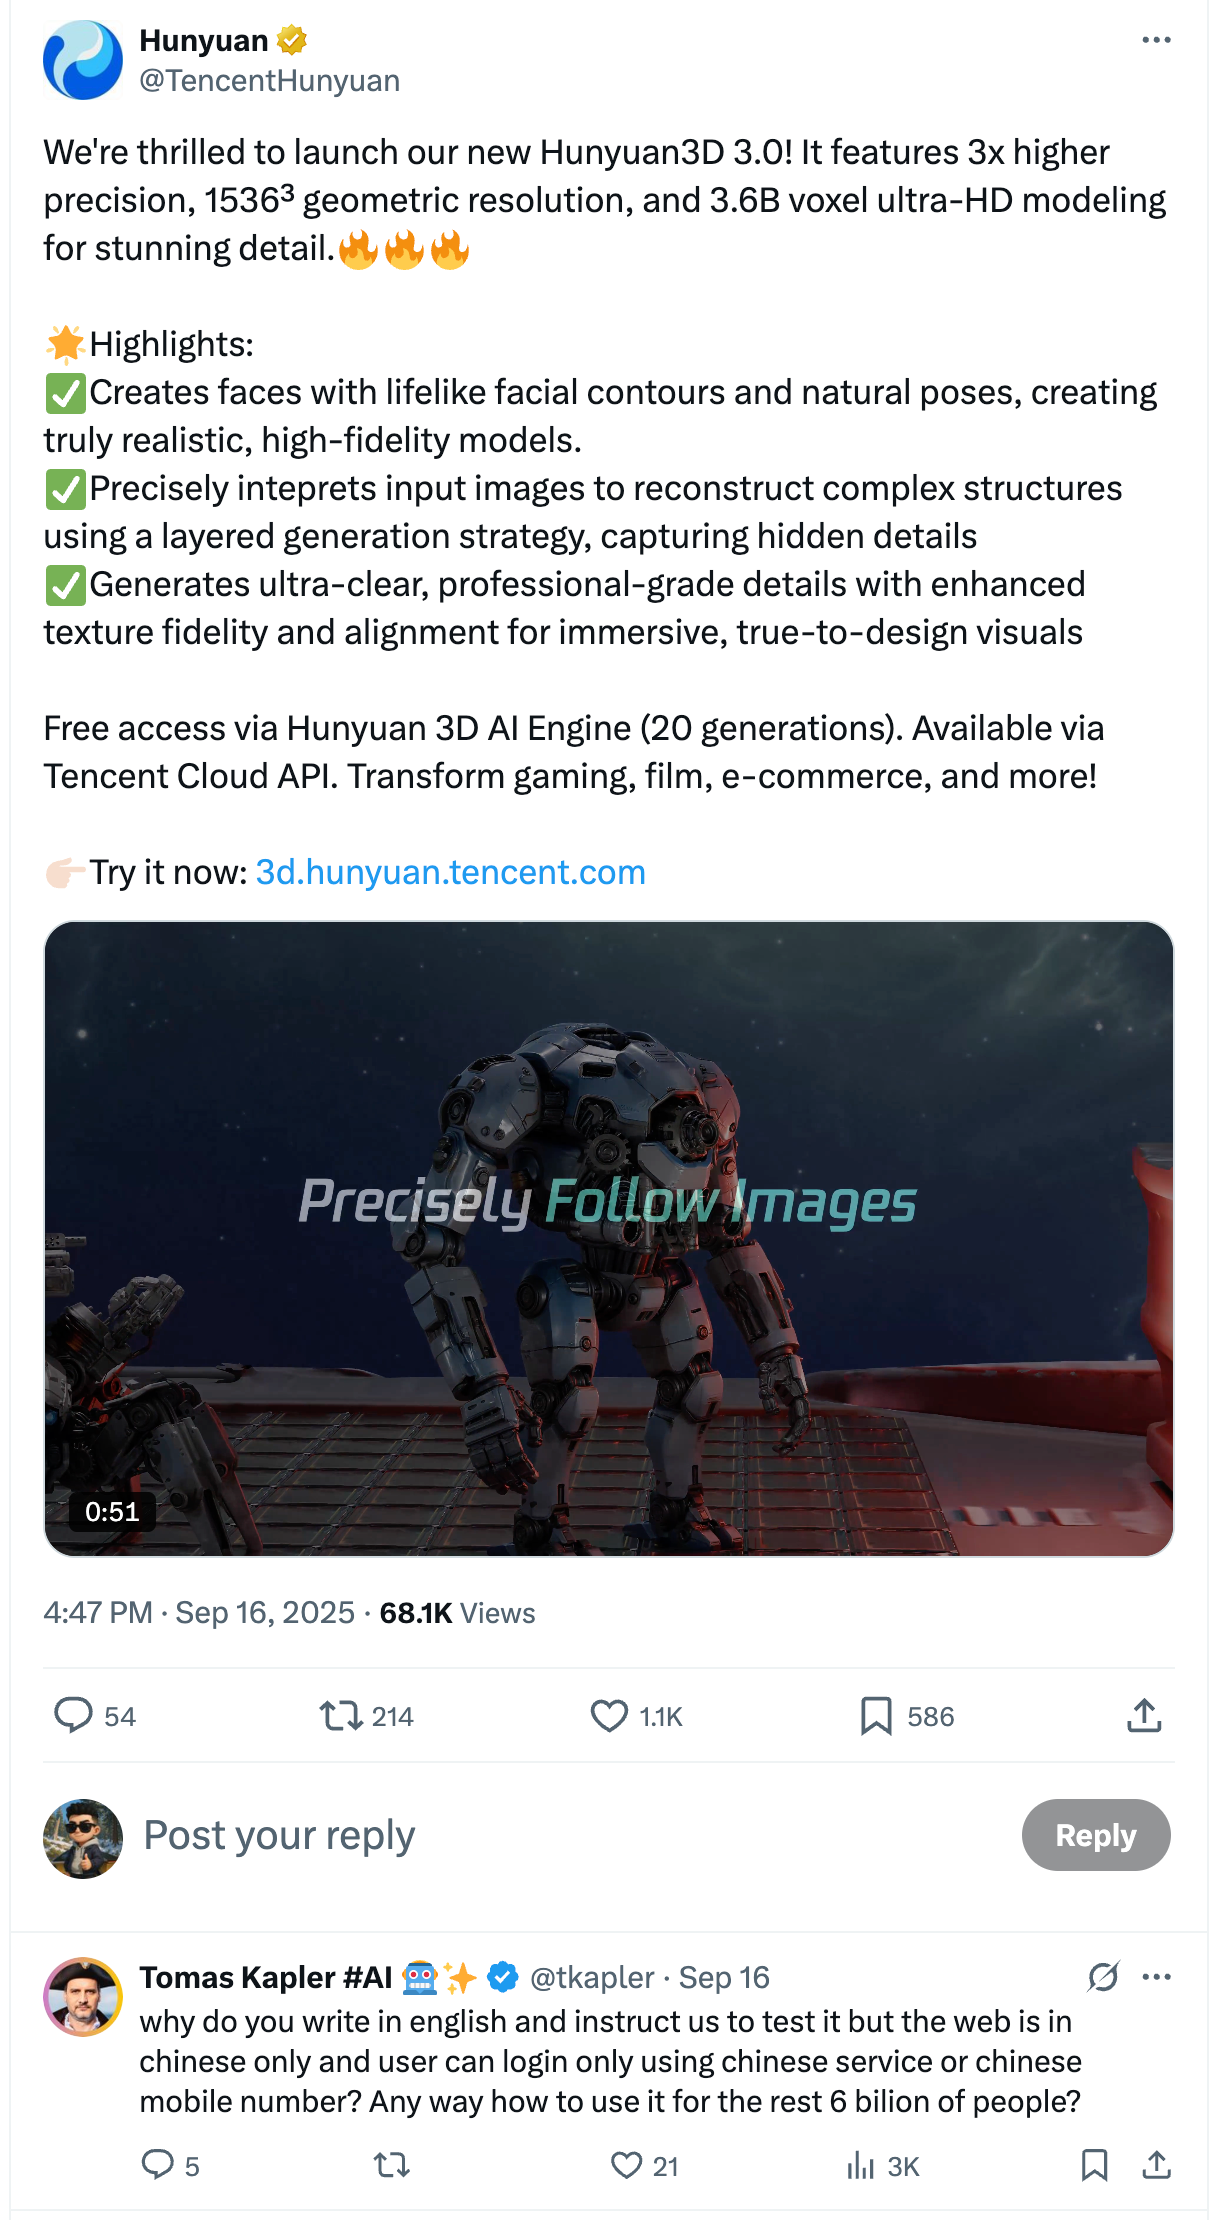 Hunyuan
@TencentHunyuan
We're thrilled to launch our new Hunyuan3D 3.0! It features 3x higher
precision, 1536³ geometric resolution, and 3.6B voxel ultra-HD modeling
for stunning detail.🔥🔥🔥
🌟Highlights:
✅Creates faces with lifelike facial contours and natural poses, creating
truly realistic, high-fidelity models.
✅Precisely inteprets input images to reconstruct complex structures
using a layered generation strategy, capturing hidden details
✅Generates ultra-clear, professional-grade details with enhanced
texture fidelity and alignment for immersive, true-to-design visuals
Free access via Hunyuan 3D AI Engine (20 generations). Available via
Tencent Cloud API. Transform gaming, film, e-commerce, and more!
👉🏻Try it now: 3d.hunyuan.tencent.com
Precisely Follow Images
0:51
4:47 PM · Sep 16, 2025 · 68.1K Views
54 214 1.1K 586
Post your reply Reply
Tomas Kapler #AI 🤖✨ @tkapler · Sep 16
why do you write in english and instruct us to test it but the web is in
chinese only and user can login only using chinese service or chinese
mobile number? Any way how to use it for the rest 6 bilion of people?
5 21 3K